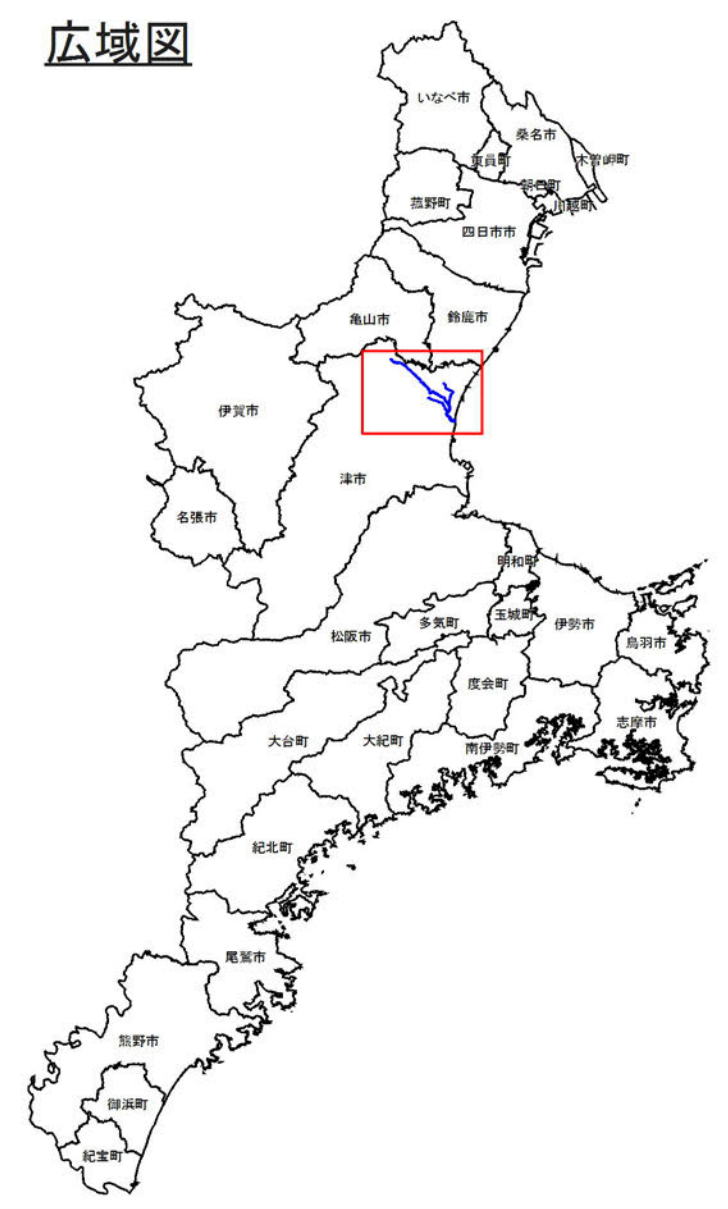 広域図
いなべ市
桑名市
東員町
木曽岬町
朝日町
菰野町
川越町
四日市市
鈴鹿市
亀山市
伊賀市
津市
名張市
明和町
玉城町
多気町
伊勢市
松阪市
鳥羽市
度会町
志摩市
大台町
大紀町
南伊勢町
紀北町
尾鷲市
熊野市
御浜町
紀宝町